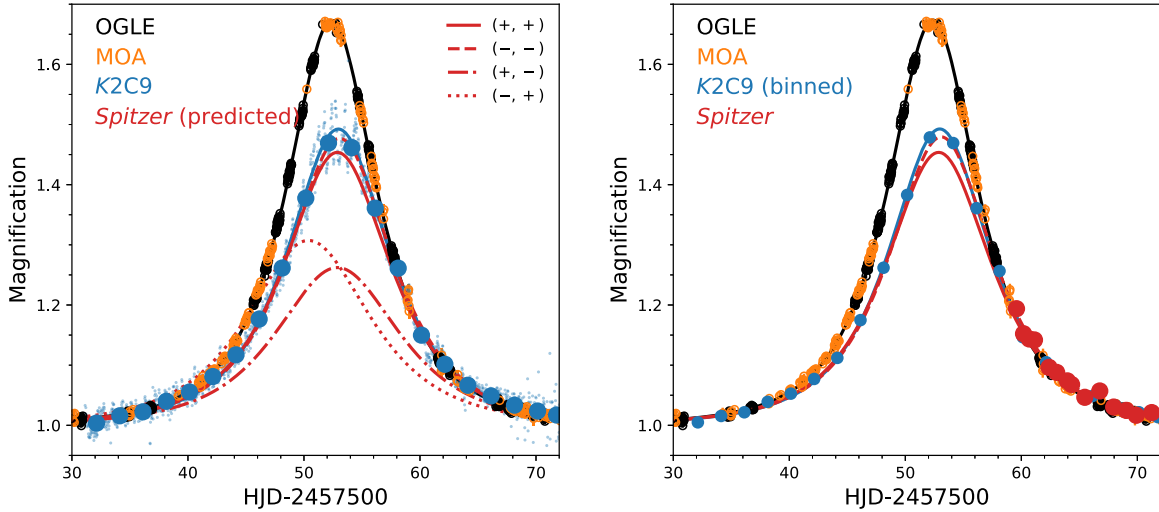 OGLE
MOA
K2C9
Spitzer (predicted)
(+, +)
(−, −)
(+, −)
(−, +)
Magnification
1.6
1.4
1.2
1.0
30
40
50
60
70
HJD-2457500
OGLE
MOA
K2C9 (binned)
Spitzer
Magnification
1.6
1.4
1.2
1.0
30
40
50
60
70
HJD-2457500